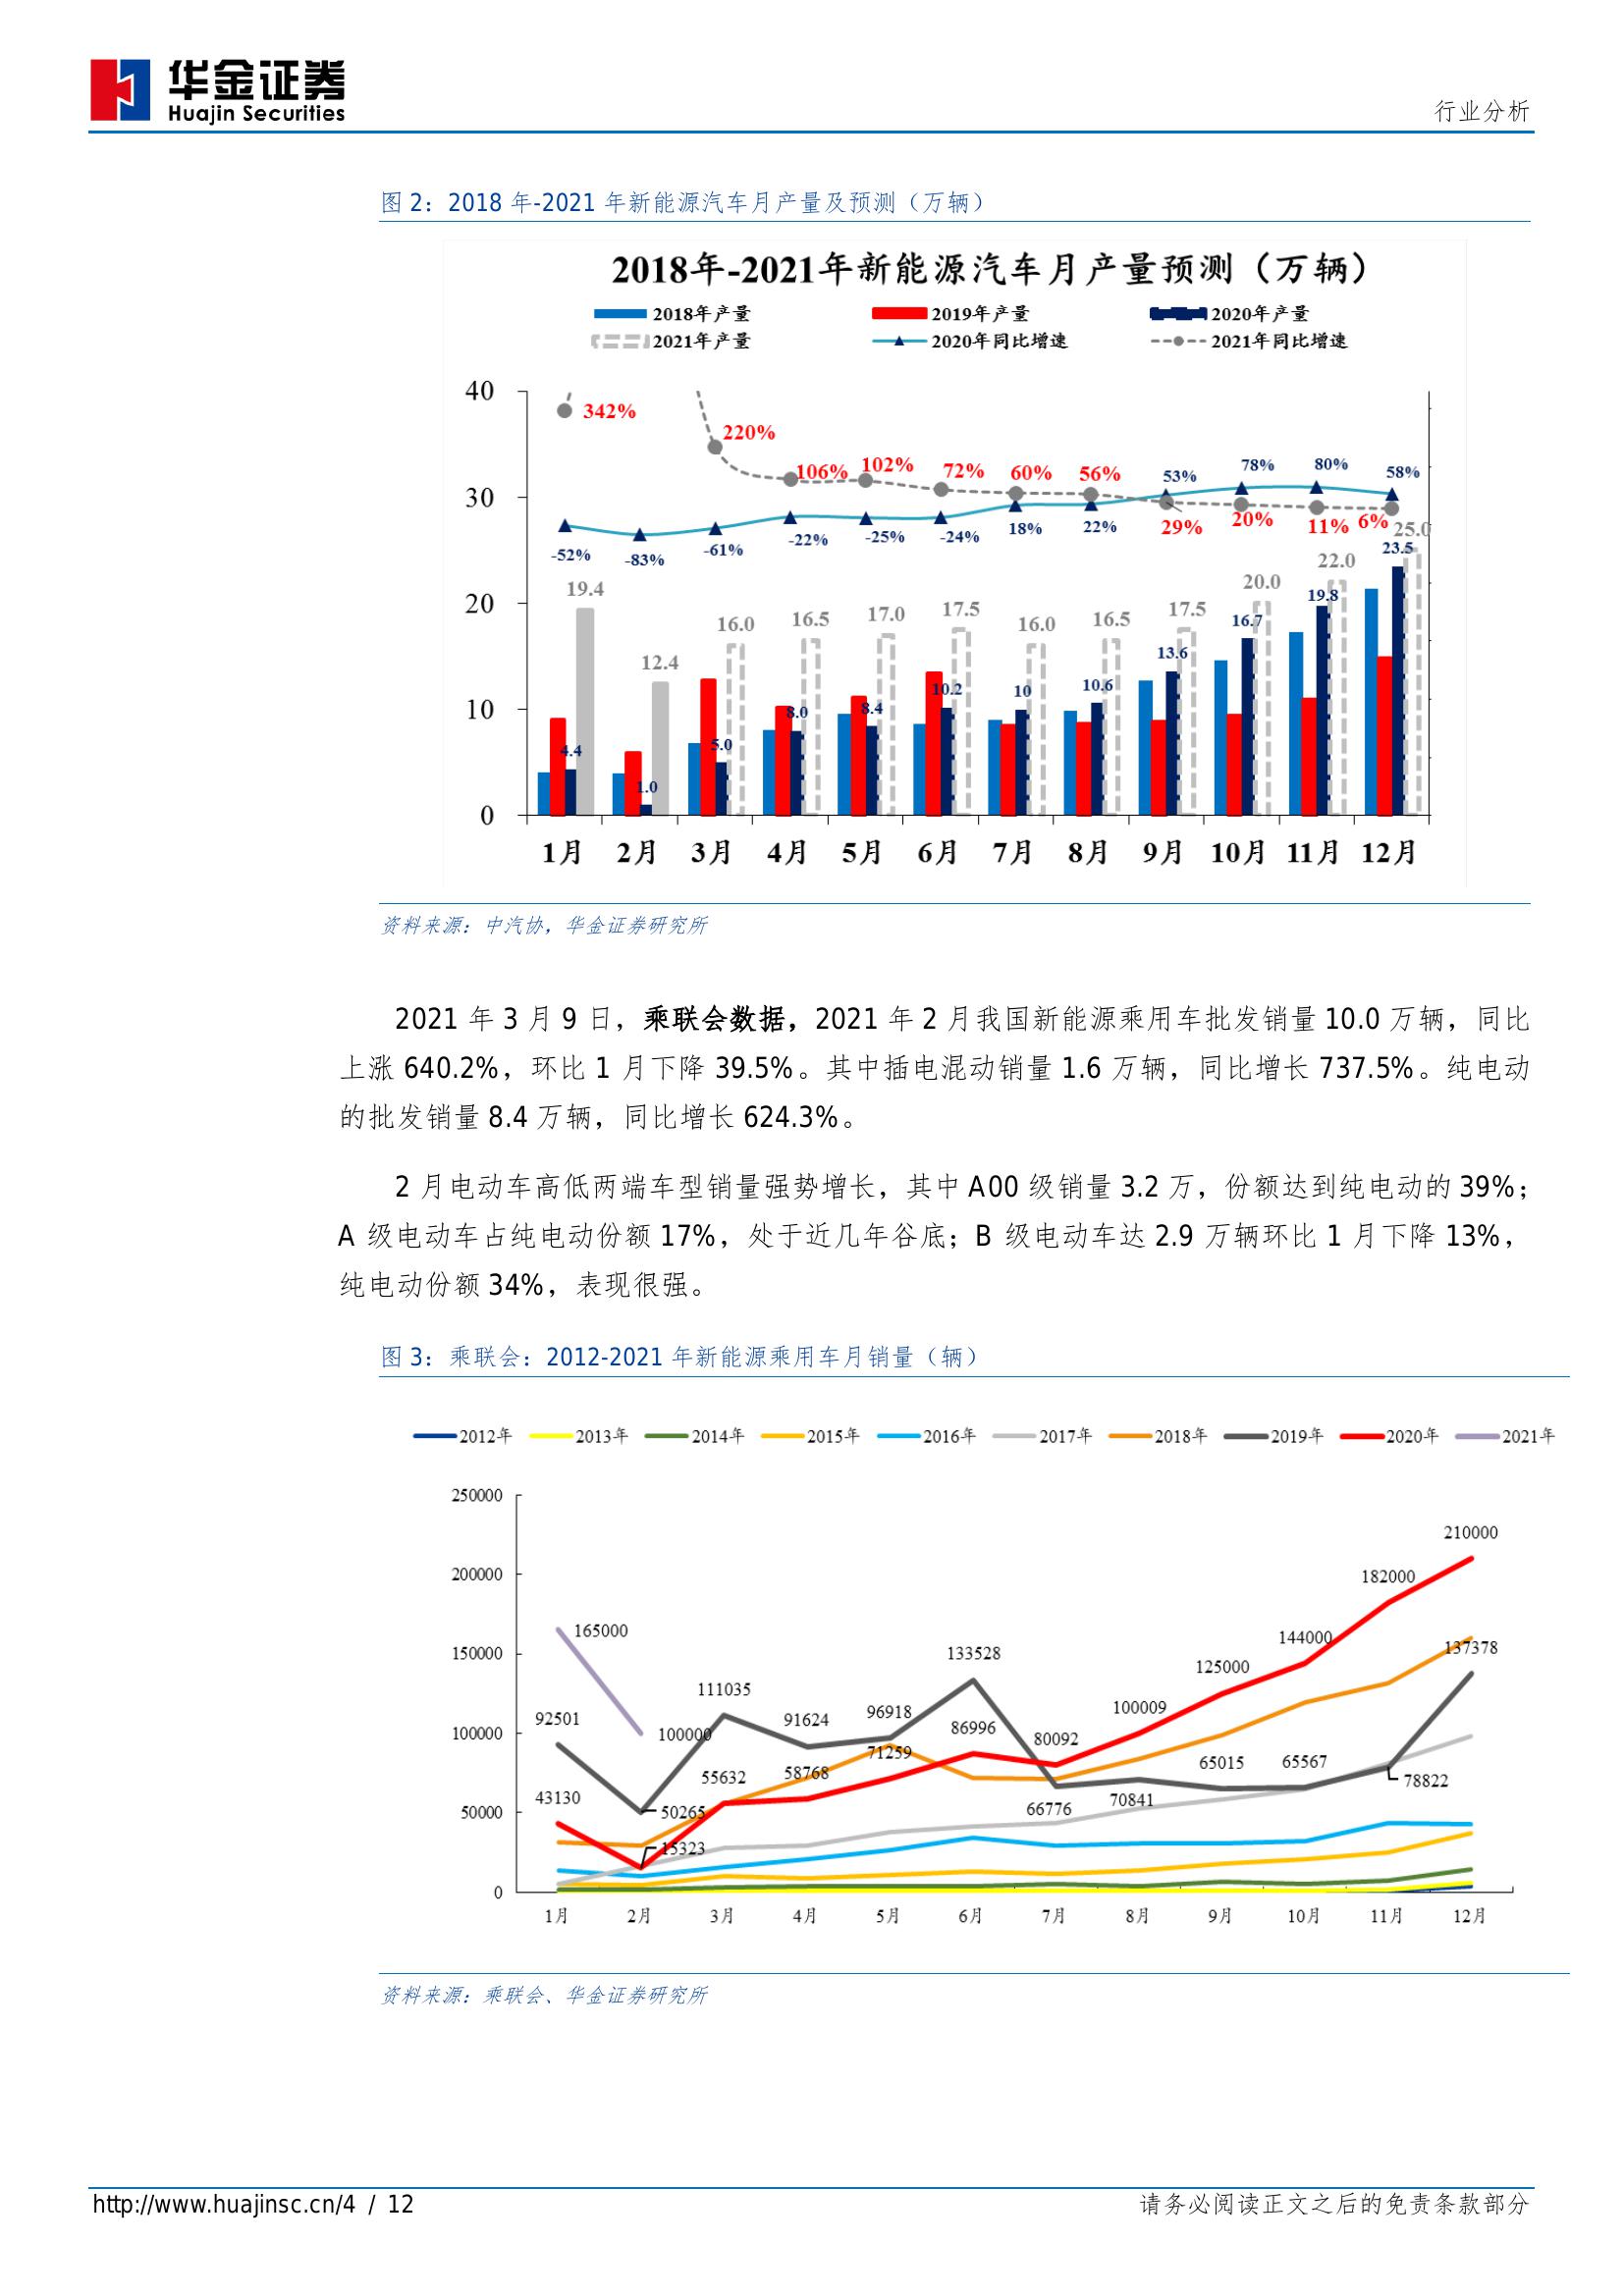 华金证券
Huajin Securities
行业分析
图 2：2018 年-2021 年新能源汽车月产量及预测（万辆）
2018年-2021年新能源汽车月产量预测（万辆）
2018年产量 2019年产量 2020年产量
2021年产量 2020年同比增速 2021年同比增速
40
30
20
10
0
342% 220% 106% 102% 72% 60% 56% 29% 20% 11% 6%
-52% -83% -61% -22% -25% -24% 18% 22% 53% 78% 80% 58%
19.4 12.4 16.0 16.5 17.0 17.5 16.0 16.5 17.5 20.0 22.0 25.0
4.4 1.0 5.0 8.0 8.4 10.2 10 10.6 13.6 16.7 19.8 23.5
1月 2月 3月 4月 5月 6月 7月 8月 9月 10月 11月 12月
资料来源：中汽协，华金证券研究所
2021 年 3 月 9 日，乘联会数据，2021 年 2 月我国新能源乘用车批发销量 10.0 万辆，同比
上涨 640.2%，环比 1 月下降 39.5%。其中插电混动销量 1.6 万辆，同比增长 737.5%。纯电动
的批发销量 8.4 万辆，同比增长 624.3%。
2 月电动车高低两端车型销量强势增长，其中 A00 级销量 3.2 万，份额达到纯电动的 39%；
A 级电动车占纯电动份额 17%，处于近几年谷底；B 级电动车达 2.9 万辆环比 1 月下降 13%，
纯电动份额 34%，表现很强。
图 3：乘联会：2012-2021 年新能源乘用车月销量（辆）
2012年 2013年 2014年 2015年 2016年 2017年 2018年 2019年 2020年 2021年
250000
200000
150000
100000
50000
0
165000 100000
92501 50265 111035 91624 96918 133528 66776 70841 65015 65567 78822 137378
43130 15323 55632 58768 71259 86996 80092 100009 125000 144000 182000 210000
1月 2月 3月 4月 5月 6月 7月 8月 9月 10月 11月 12月
资料来源：乘联会、华金证券研究所
http://www.huajinsc.cn/4 / 12
请务必阅读正文之后的免责条款部分